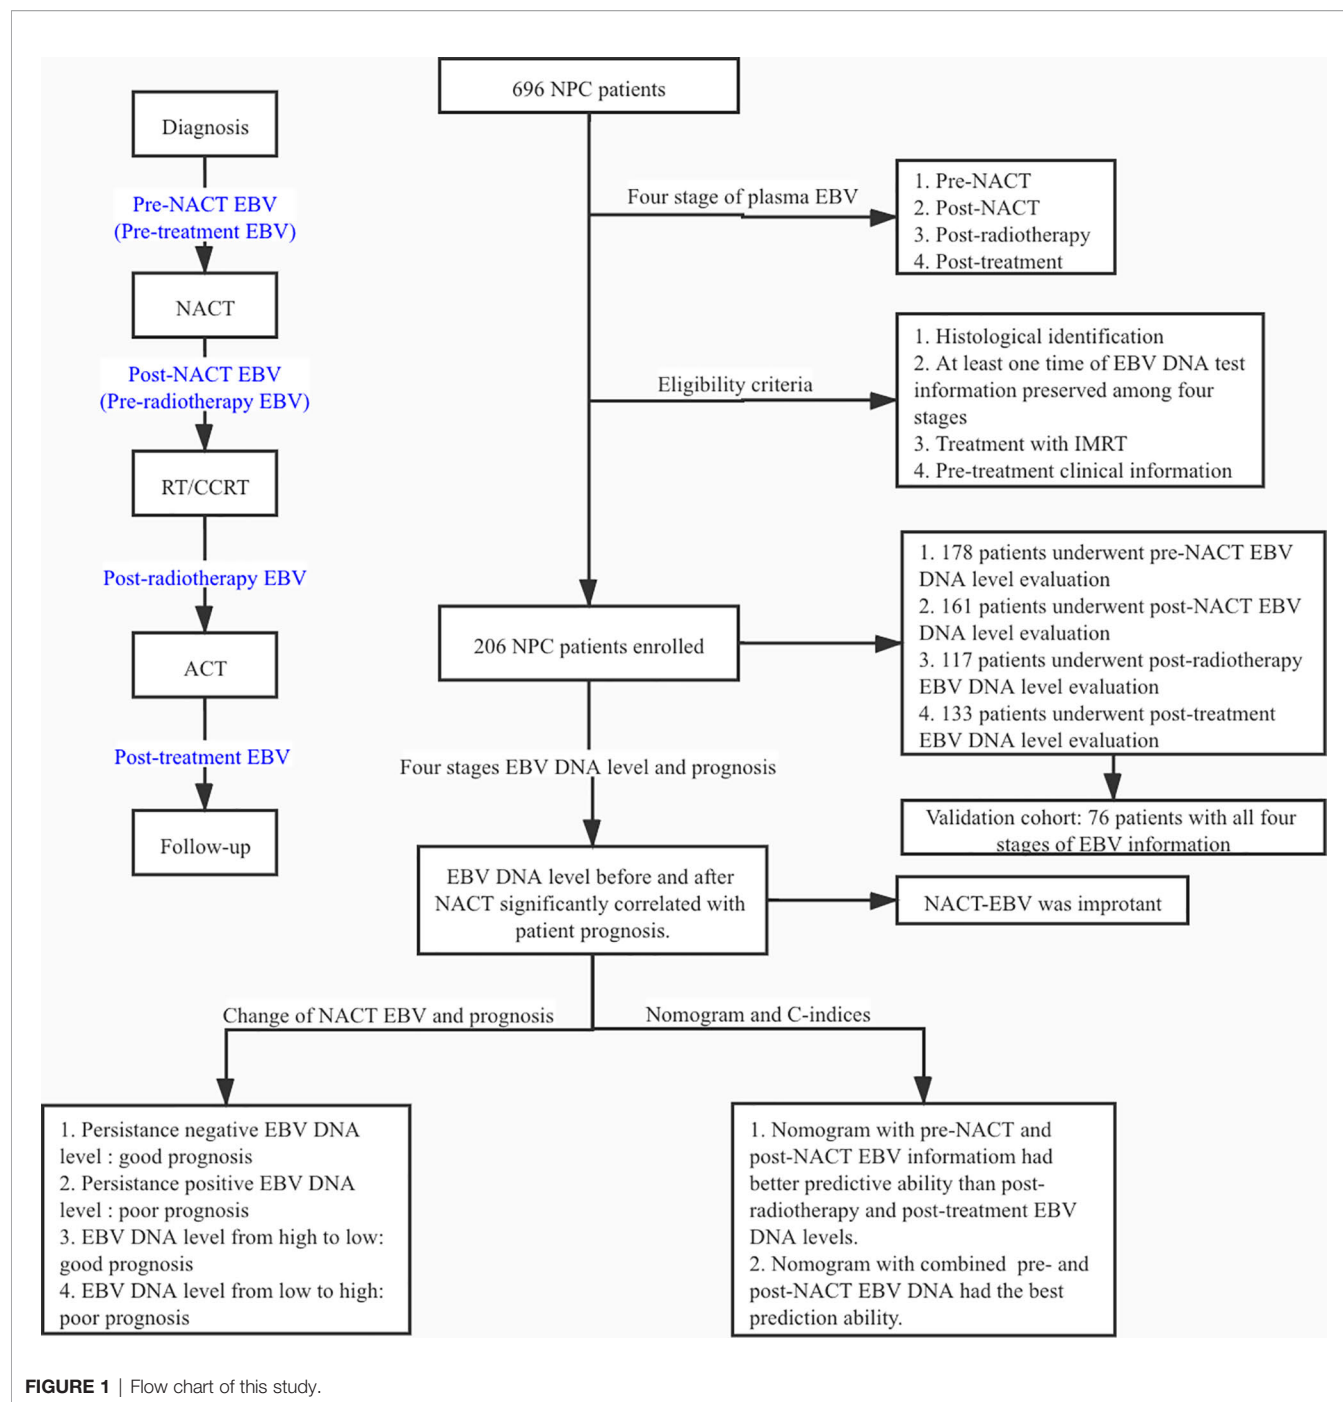 696 NPC patients
Diagnosis
Pre-NACT EBV
(Pre-treatment EBV)
NACT
Post-NACT EBV
(Pre-radiotherapy EBV)
RT/CCRT
Post-radiotherapy EBV
ACT
Post-treatment EBV
Follow-up
Four stage of plasma EBV
1. Pre-NACT
2. Post-NACT
3. Post-radiotherapy
4. Post-treatment
Eligibility criteria
1. Histological identification
2. At least one time of EBV DNA test
information preserved among four
stages
3. Treatment with IMRT
4. Pre-treatment clinical information
206 NPC patients enrolled
1. 178 patients underwent pre-NACT EBV
DNA level evaluation
2. 161 patients underwent post-NACT EBV
DNA level evaluation
3. 117 patients underwent post-radiotherapy
EBV DNA level evaluation
4. 133 patients underwent post-treatment
EBV DNA level evaluation
Validation cohort: 76 patients with all four
stages of EBV information
Four stages EBV DNA level and prognosis
EBV DNA level before and after
NACT significantly correlated with
patient prognosis.
NACT-EBV was improtant
Change of NACT EBV and prognosis
Nomogram and C-indices
1. Persistance negative EBV DNA
level : good prognosis
2. Persistance positive EBV DNA
level : poor prognosis
3. EBV DNA level from high to low:
good prognosis
4. EBV DNA level from low to high:
poor prognosis
1. Nomogram with pre-NACT and
post-NACT EBV informatiom had
better predictive ability than post-
radiotherapy and post-treatment EBV
DNA levels.
2. Nomogram with combined pre- and
post-NACT EBV DNA had the best
prediction ability.
FIGURE 1 | Flow chart of this study.